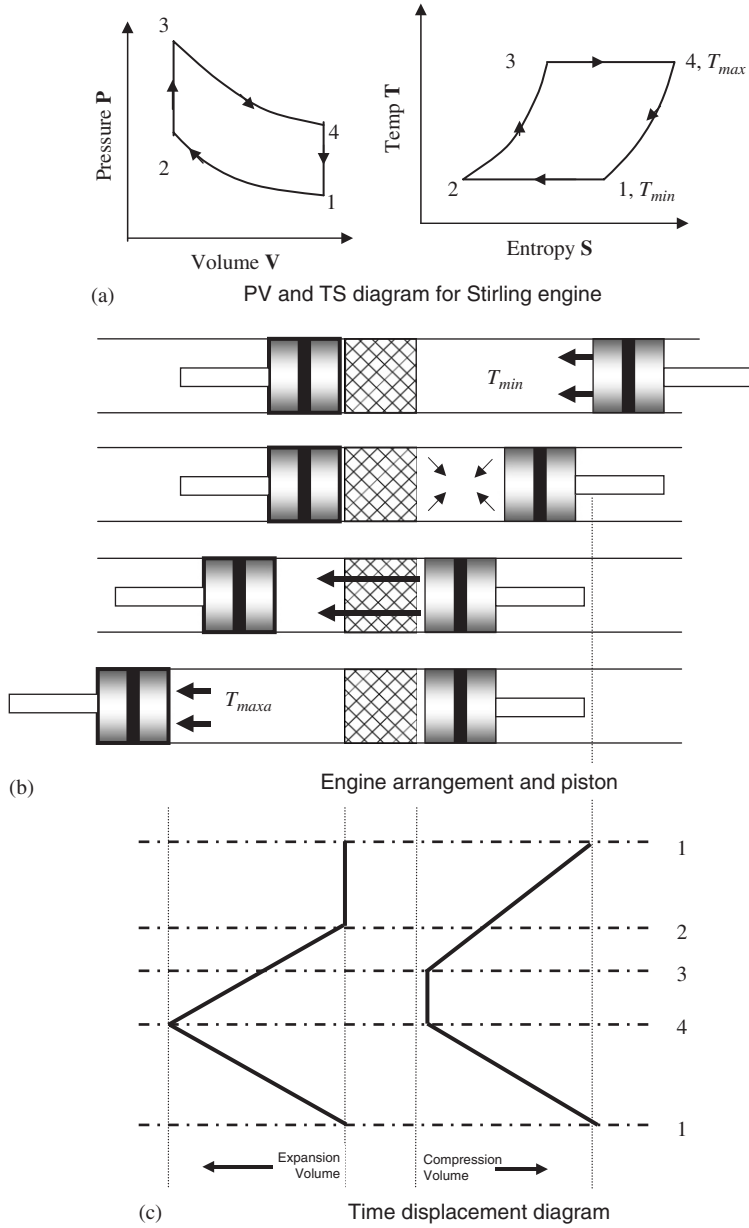 3
4
2
1
Pressure P
Volume V
3
4, Tmax
2
1, Tmin
Temp T
Entropy S
(a)
PV and TS diagram for Stirling engine
Tmin
Tmaxa
(b)
Engine arrangement and piston
1
2
3
4
1
Expansion
Volume
Compression
Volume
(c)
Time displacement diagram